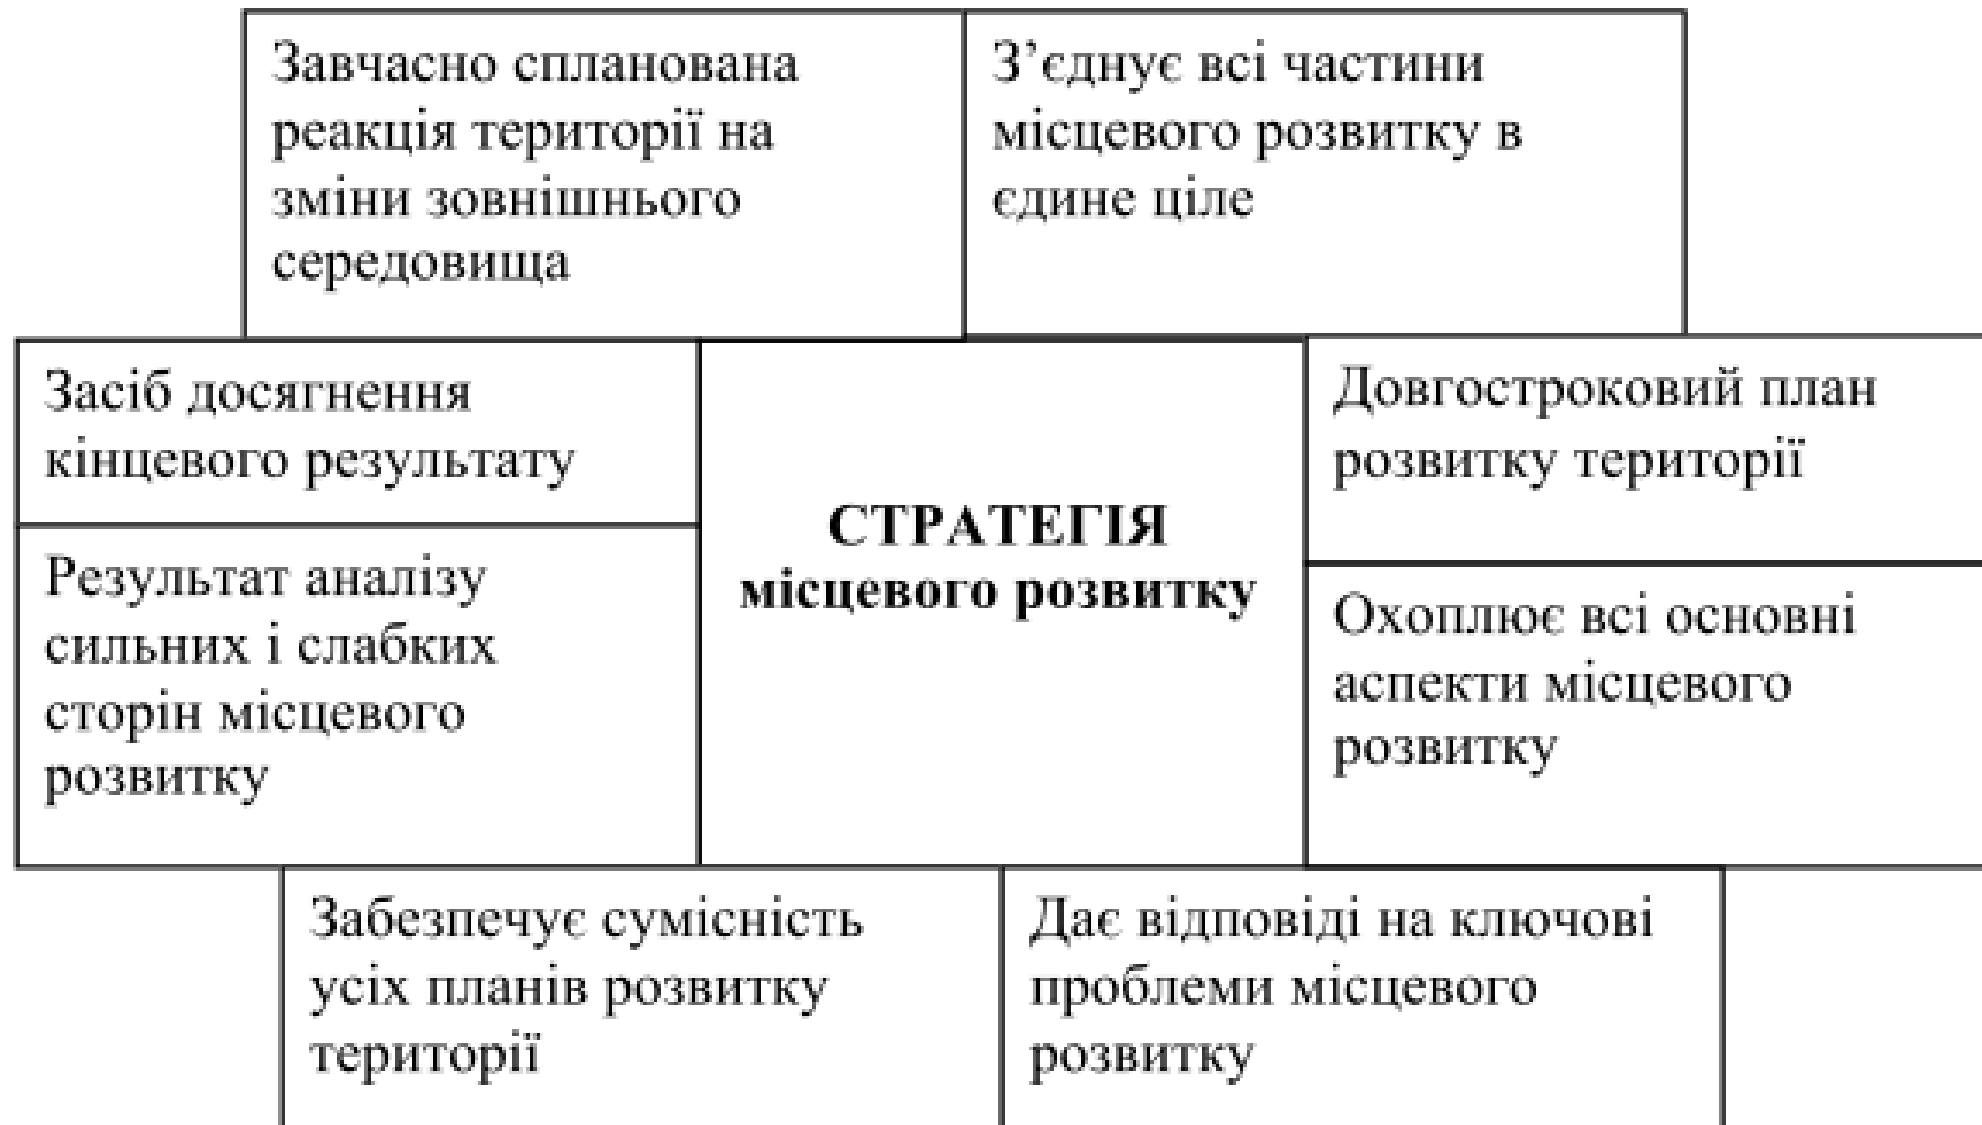 Завчасно спланована
реакція території на
зміни зовнішнього
середовища
З’єднує всі частини
місцевого розвитку в
єдине ціле
Засіб досягнення
кінцевого результату
Результат аналізу
сильних і слабких
сторін місцевого
розвитку
СТРАТЕГІЯ
місцевого розвитку
Довгостроковий план
розвитку території
Охоплює всі основні
аспекти місцевого
розвитку
Забезпечує сумісність
усіх планів розвитку
території
Дає відповіді на ключові
проблеми місцевого
розвитку